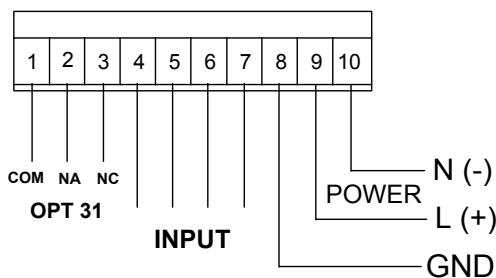 1 2 3 4 5 6 7 8 9 10
COM NA NC
OPT 31
INPUT
N (-)
POWER
L (+)
GND